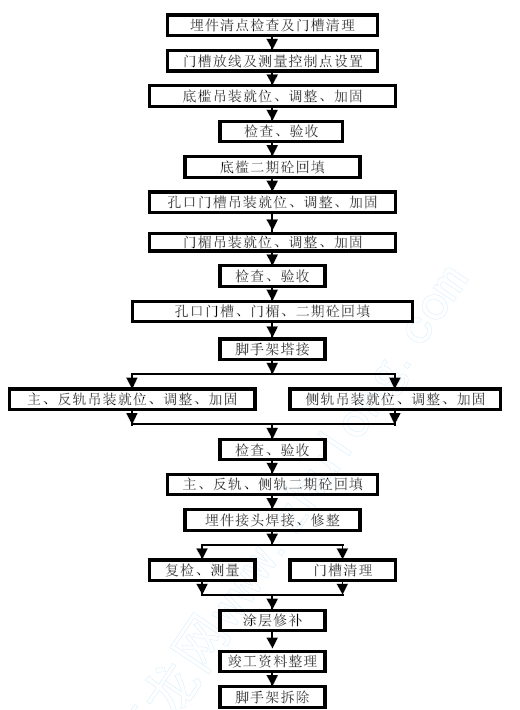 埋件清点检查及门槽清理
门槽放线及测量控制点设置
底槛吊装就位、调整、加固
检查、验收
底槛二期砼回填
孔口门槽吊装就位、调整、加固
门楣吊装就位、调整、加固
检查、验收
孔口门槽、门楣、二期砼回填
脚手架塔接
主、反轨吊装就位、调整、加固
侧轨吊装就位、调整、加固
检查、验收
主、反轨、侧轨二期砼回填
埋件接头焊接、修整
复检、测量
门槽清理
涂层修补
竣工资料整理
脚手架拆除